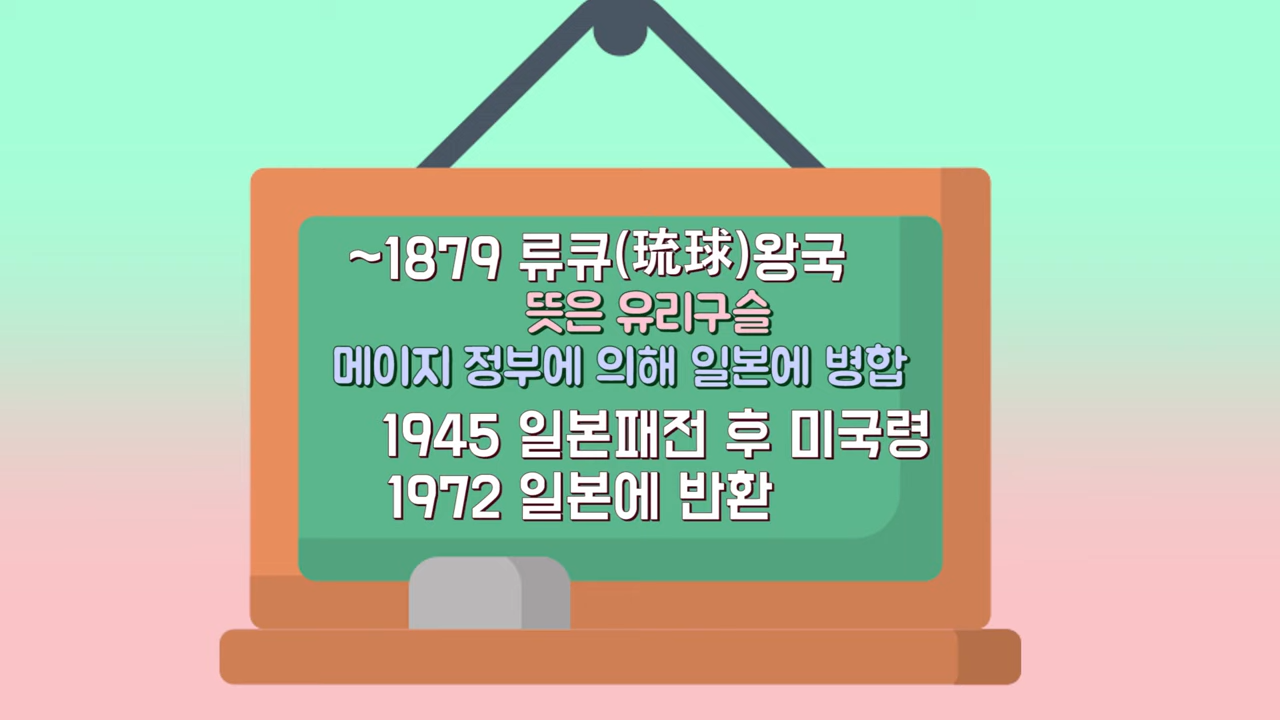 ~1879 류큐(琉球)왕국
뜻은 유리구슬
메이지 정부에 의해 일본에 병합
1945 일본패전 후 미국령
1972 일본에 반환